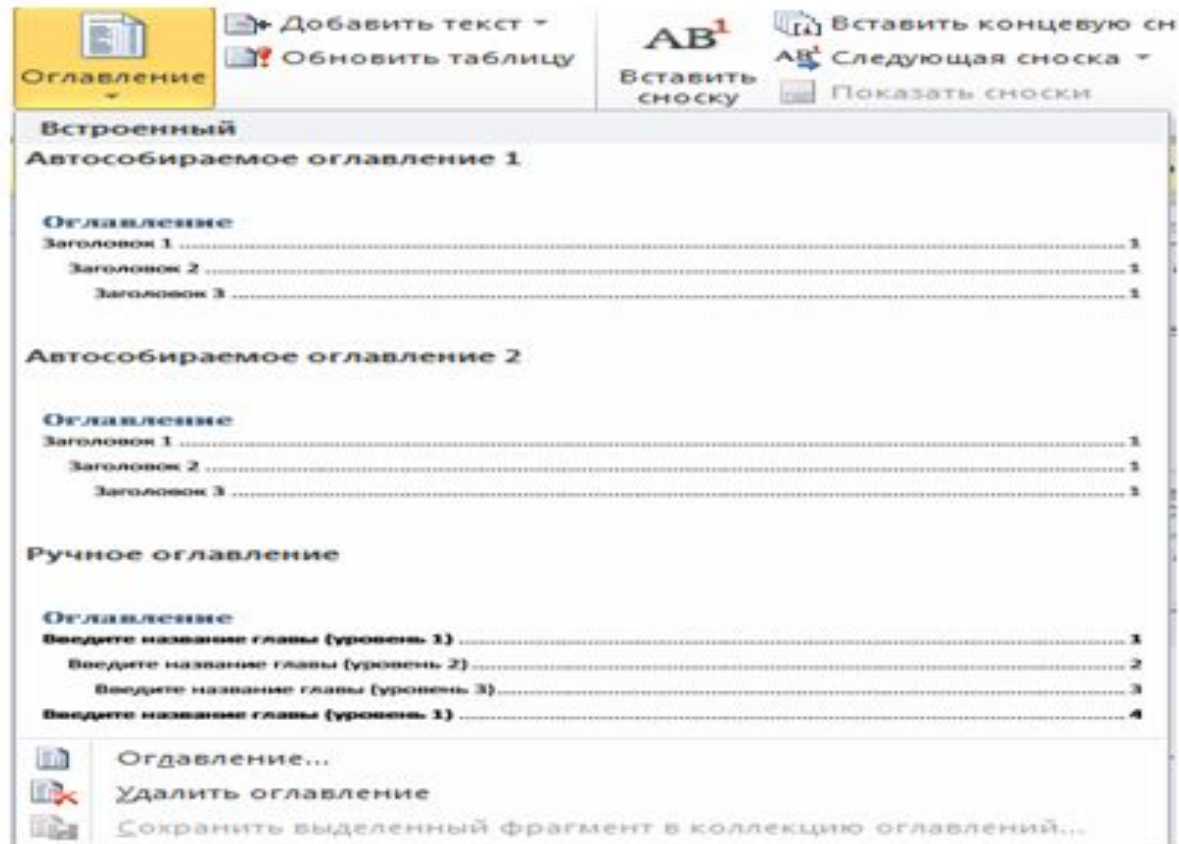 Оглавление
Добавить текст
Обновить таблицу
AB1
Вставить сноску
Вставить концевую сн
AB1 Следующая сноска
Показать сноски
Встроенный
Автособираемое оглавление 1
Оглавление
Заголовок 1 ........ 1
Заголовок 2 ........ 1
Заголовок 3 ........ 1
Автособираемое оглавление 2
Оглавление
Заголовок 1 ........ 1
Заголовок 2 ........ 1
Заголовок 3 ........ 1
Ручное оглавление
Оглавление
Введите название главы (уровень 1) ........ 1
Введите название главы (уровень 2) ........ 2
Введите название главы (уровень 3) ........ 3
Введите название главы (уровень 1) ........ 4
Оглавление...
Удалить оглавление
Сохранить выделенный фрагмент в коллекцию оглавлений...